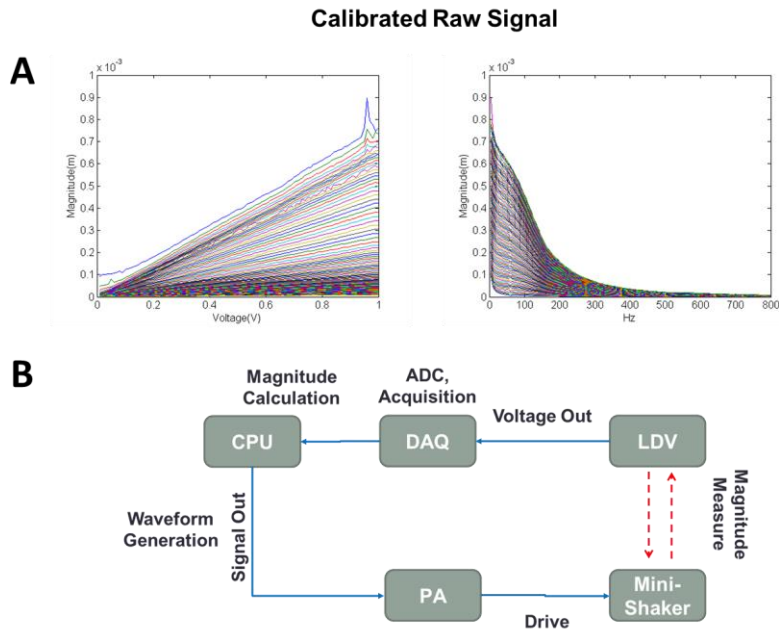 Calibrated Raw Signal
A
x 10⁻³
1
0.9
0.8
0.7
0.6
0.5
0.4
0.3
0.2
0.1
0
Magnitude(m)
0
0.2
0.4
0.6
0.8
1
Voltage(V)
x 10⁻³
1
0.9
0.8
0.7
0.6
0.5
0.4
0.3
0.2
0.1
0
Magnitude(m)
0
100
200
300
400
500
600
700
800
Hz
B
Magnitude
Calculation
ADC,
Acquisition
Voltage Out
CPU
DAQ
LDV
Waveform
Generation
Signal Out
Magnitude
Measure
PA
Drive
Mini-
Shaker